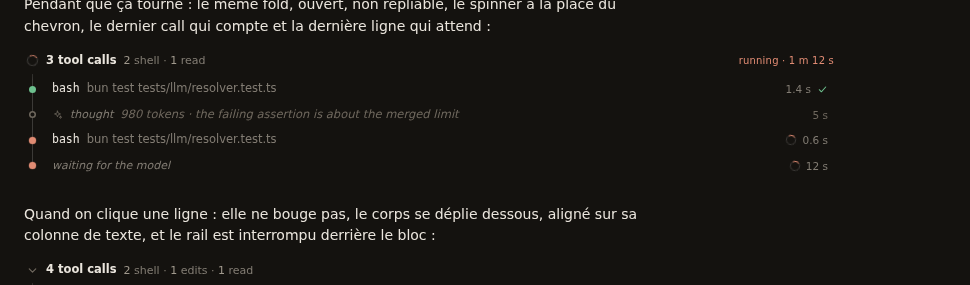 Pendant que ça tourne : le même fold, ouvert, non repliable, le spinner à la place du
chevron, le dernier call qui compte et la dernière ligne qui attend :
3 tool calls 2 shell · 1 read running · 1 m 12 s
bash bun test tests/llm/resolver.test.ts 1.4 s ✓
thought 980 tokens · the failing assertion is about the merged limit 5 s
bash bun test tests/llm/resolver.test.ts 0.6 s
waiting for the model 12 s
Quand on clique une ligne : elle ne bouge pas, le corps se déplie dessous, aligné sur sa
colonne de texte, et le rail est interrompu derrière le bloc :
4 tool calls 2 shell · 1 edits · 1 read